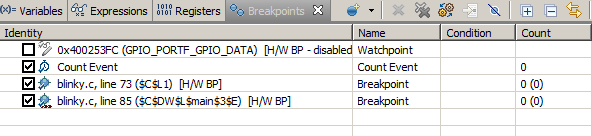 Variables Expressions Registers Breakpoints
Identity Name Condition Count
0x400253FC (GPIO_PORTF_GPIO_DATA) [H/W BP - disabled Watchpoint
Count Event Count Event 0
blinky.c, line 73 ($C$L1) [H/W BP] Breakpoint 0 (0)
blinky.c, line 85 ($C$DW$L$main$3$E) [H/W BP] Breakpoint 0 (0)